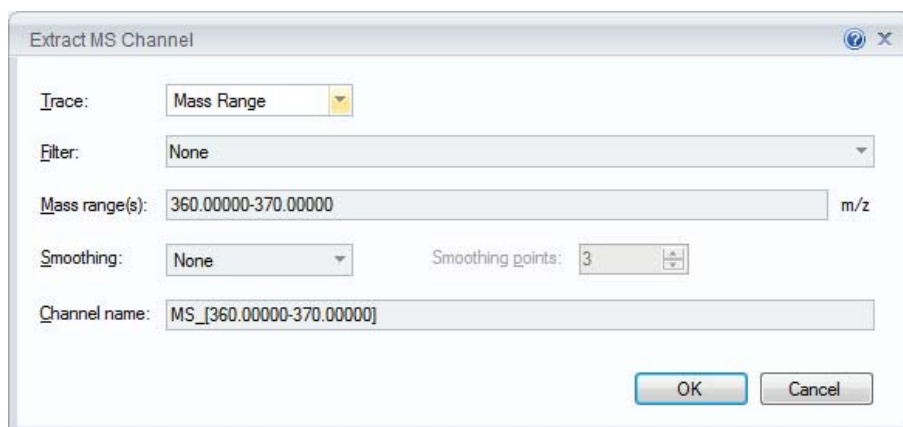 Extract MS Channel
Trace: Mass Range
Filter: None
Mass range(s): 360.00000-370.00000 m/z
Smoothing: None Smoothing points: 3
Channel name: MS_[360.00000-370.00000]
OK Cancel